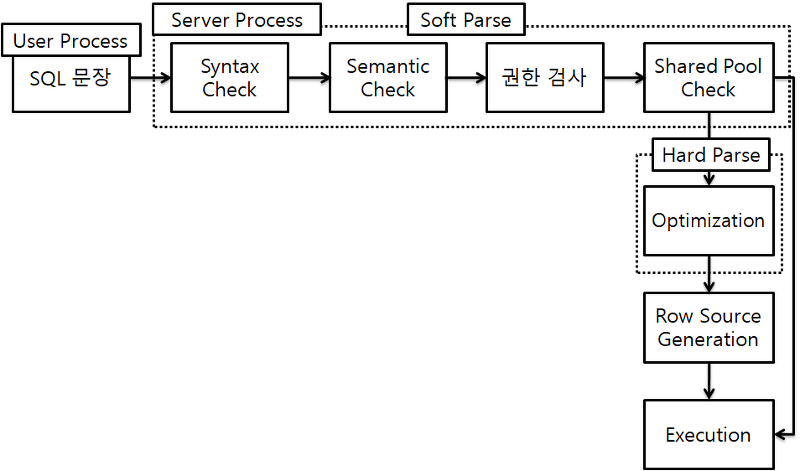 Server Process
Soft Parse
User Process
SQL 문장
Syntax
Check
Semantic
Check
권한 검사
Shared Pool
Check
Hard Parse
Optimization
Row Source
Generation
Execution